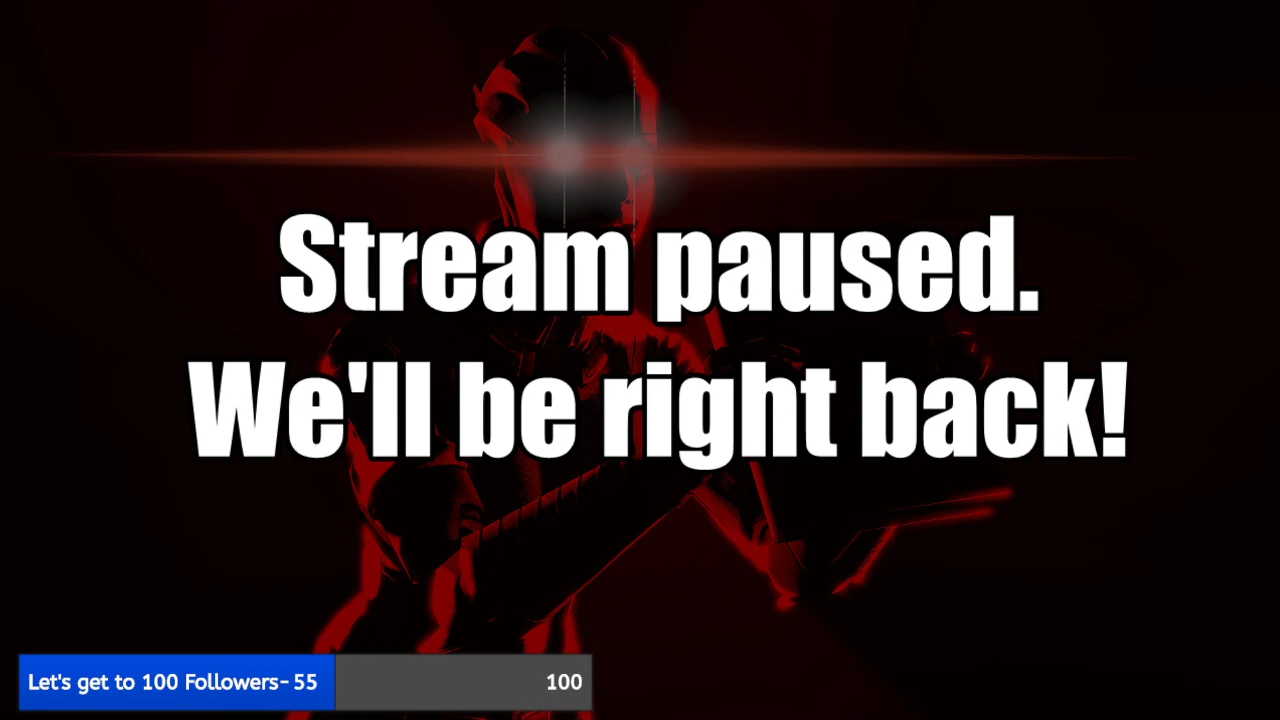 Stream paused.
We'll be right back!
Let's get to 100 Followers- 55 100